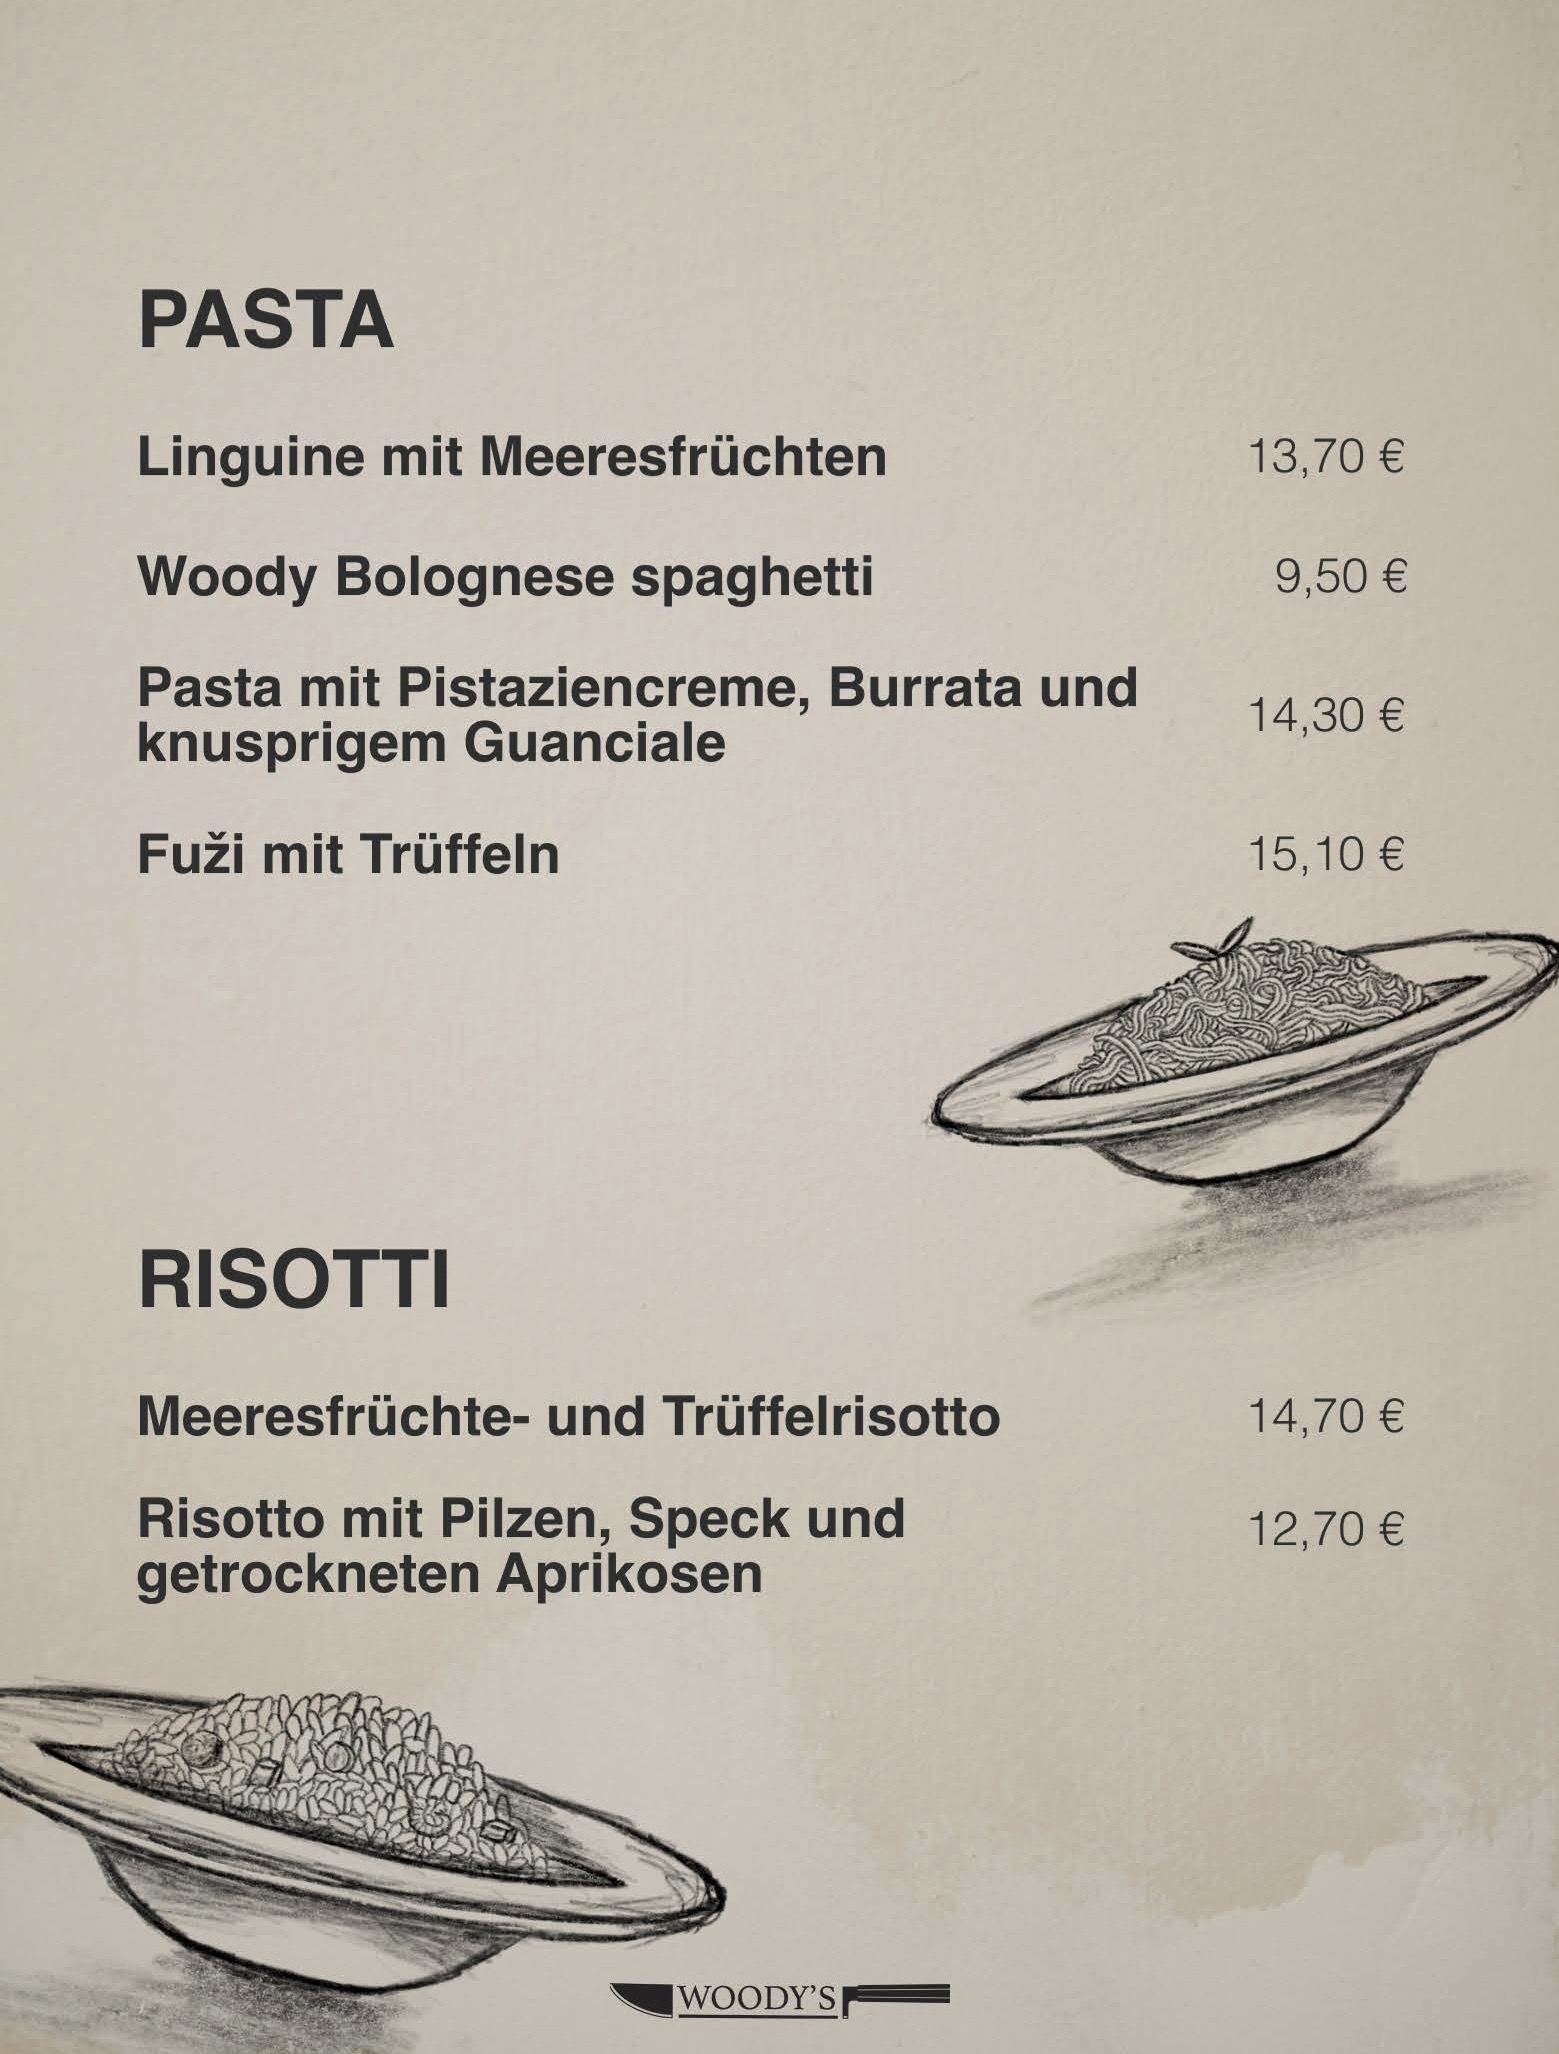 PASTA
Linguine mit Meeresfrüchten 13,70 €
Woody Bolognese spaghetti 9,50 €
Pasta mit Pistaziencreme, Burrata und
knusprigem Guanciale 14,30 €
Fuži mit Trüffeln 15,10 €
RISOTTI
Meeresfrüchte- und Trüffelrisotto 14,70 €
Risotto mit Pilzen, Speck und
getrockneten Aprikosen 12,70 €
WOODY'S